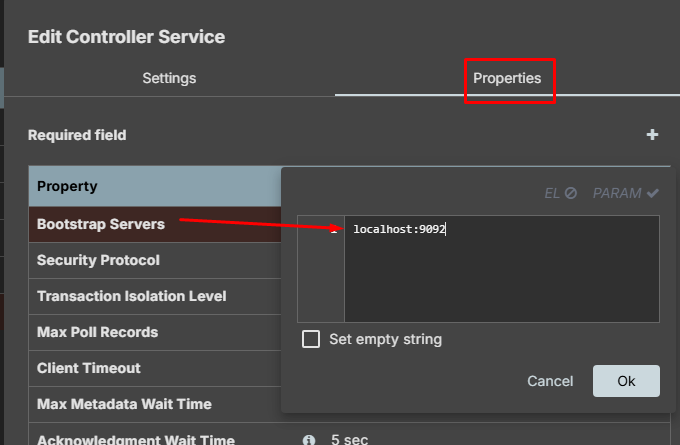 Edit Controller Service
Settings
Properties
Required field
+
Property
EL PARAM
Bootstrap Servers
1 localhost:9092
Security Protocol
Transaction Isolation Level
Max Poll Records
Set empty string
Client Timeout
Cancel Ok
Max Metadata Wait Time
Acknowledgment Wait Time 5 sec